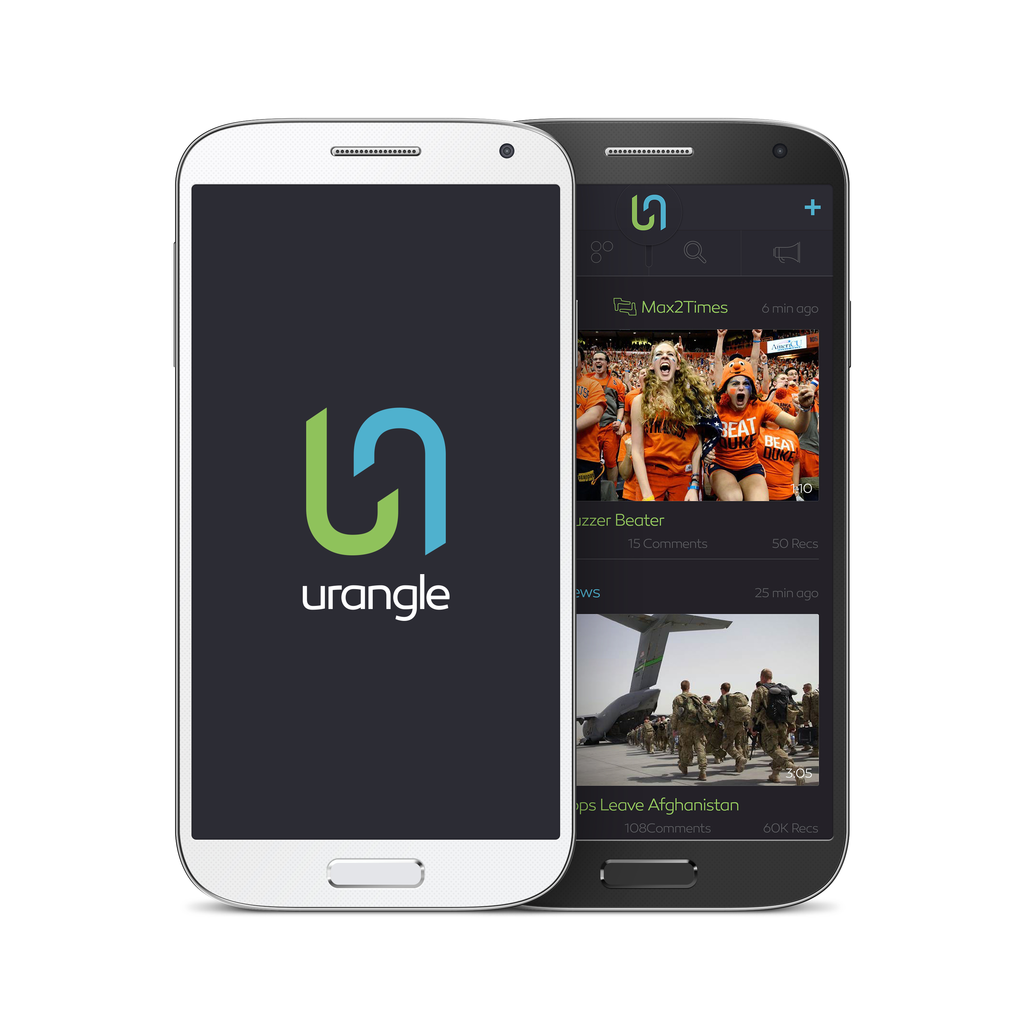 urangle
Max2Times
6 min ago
AmeriCU
BEAT
DUKE
BEAT
DUKE
1:10
uzzer Beater
15 Comments
50 Recs
ews
25 min ago
3:05
ops Leave Afghanistan
108Comments
60K Recs